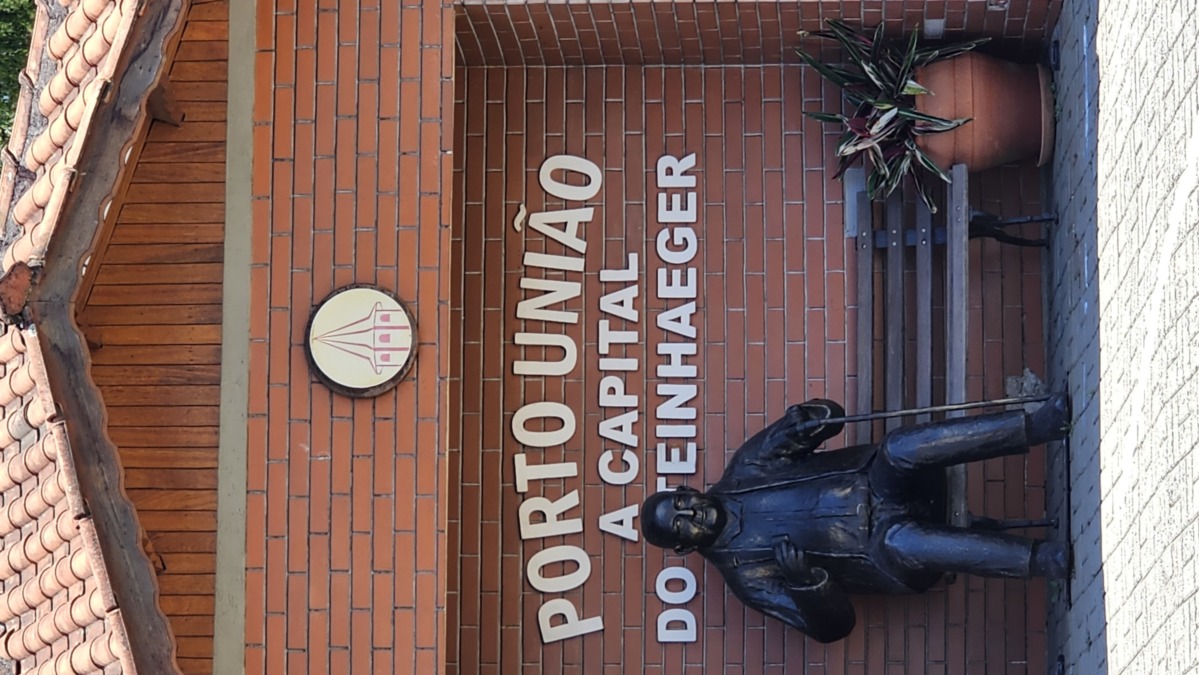 PORTO UNIÃO
A CAPITAL
DO STEINHAEGER